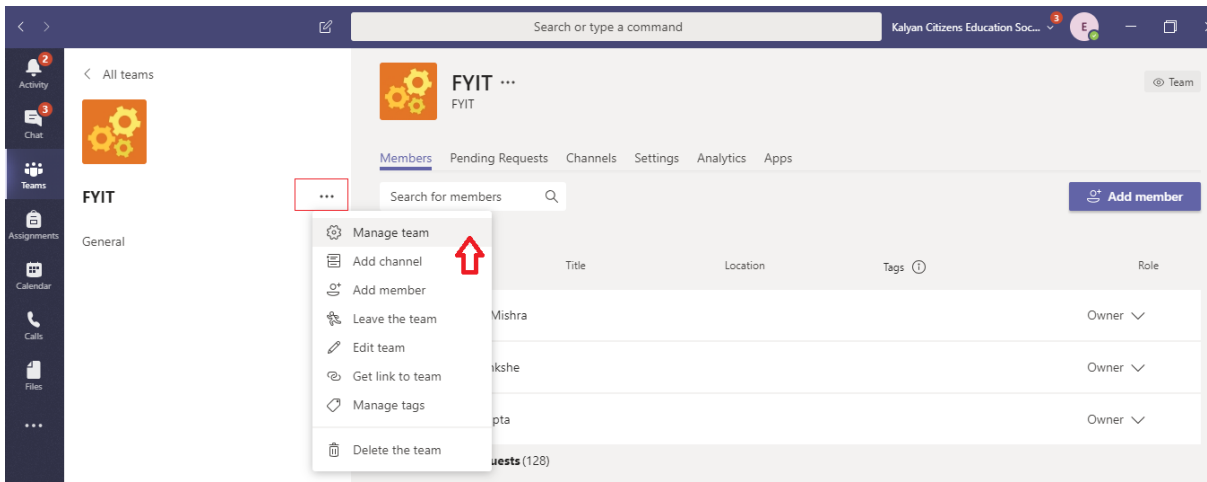 Search or type a command
Kalyan Citizens Education Soc...
3
E
2
Activity
3
Chat
Teams
Assignments
Calendar
Calls
Files
All teams
FYIT
General
FYIT
FYIT
Team
Members Pending Requests Channels Settings Analytics Apps
Search for members
Add member
Manage team
Add channel
Add member
Leave the team
Edit team
Get link to team
Manage tags
Delete the team
Title Location Tags Role
Mishra Owner
Owner
Owner
(128)